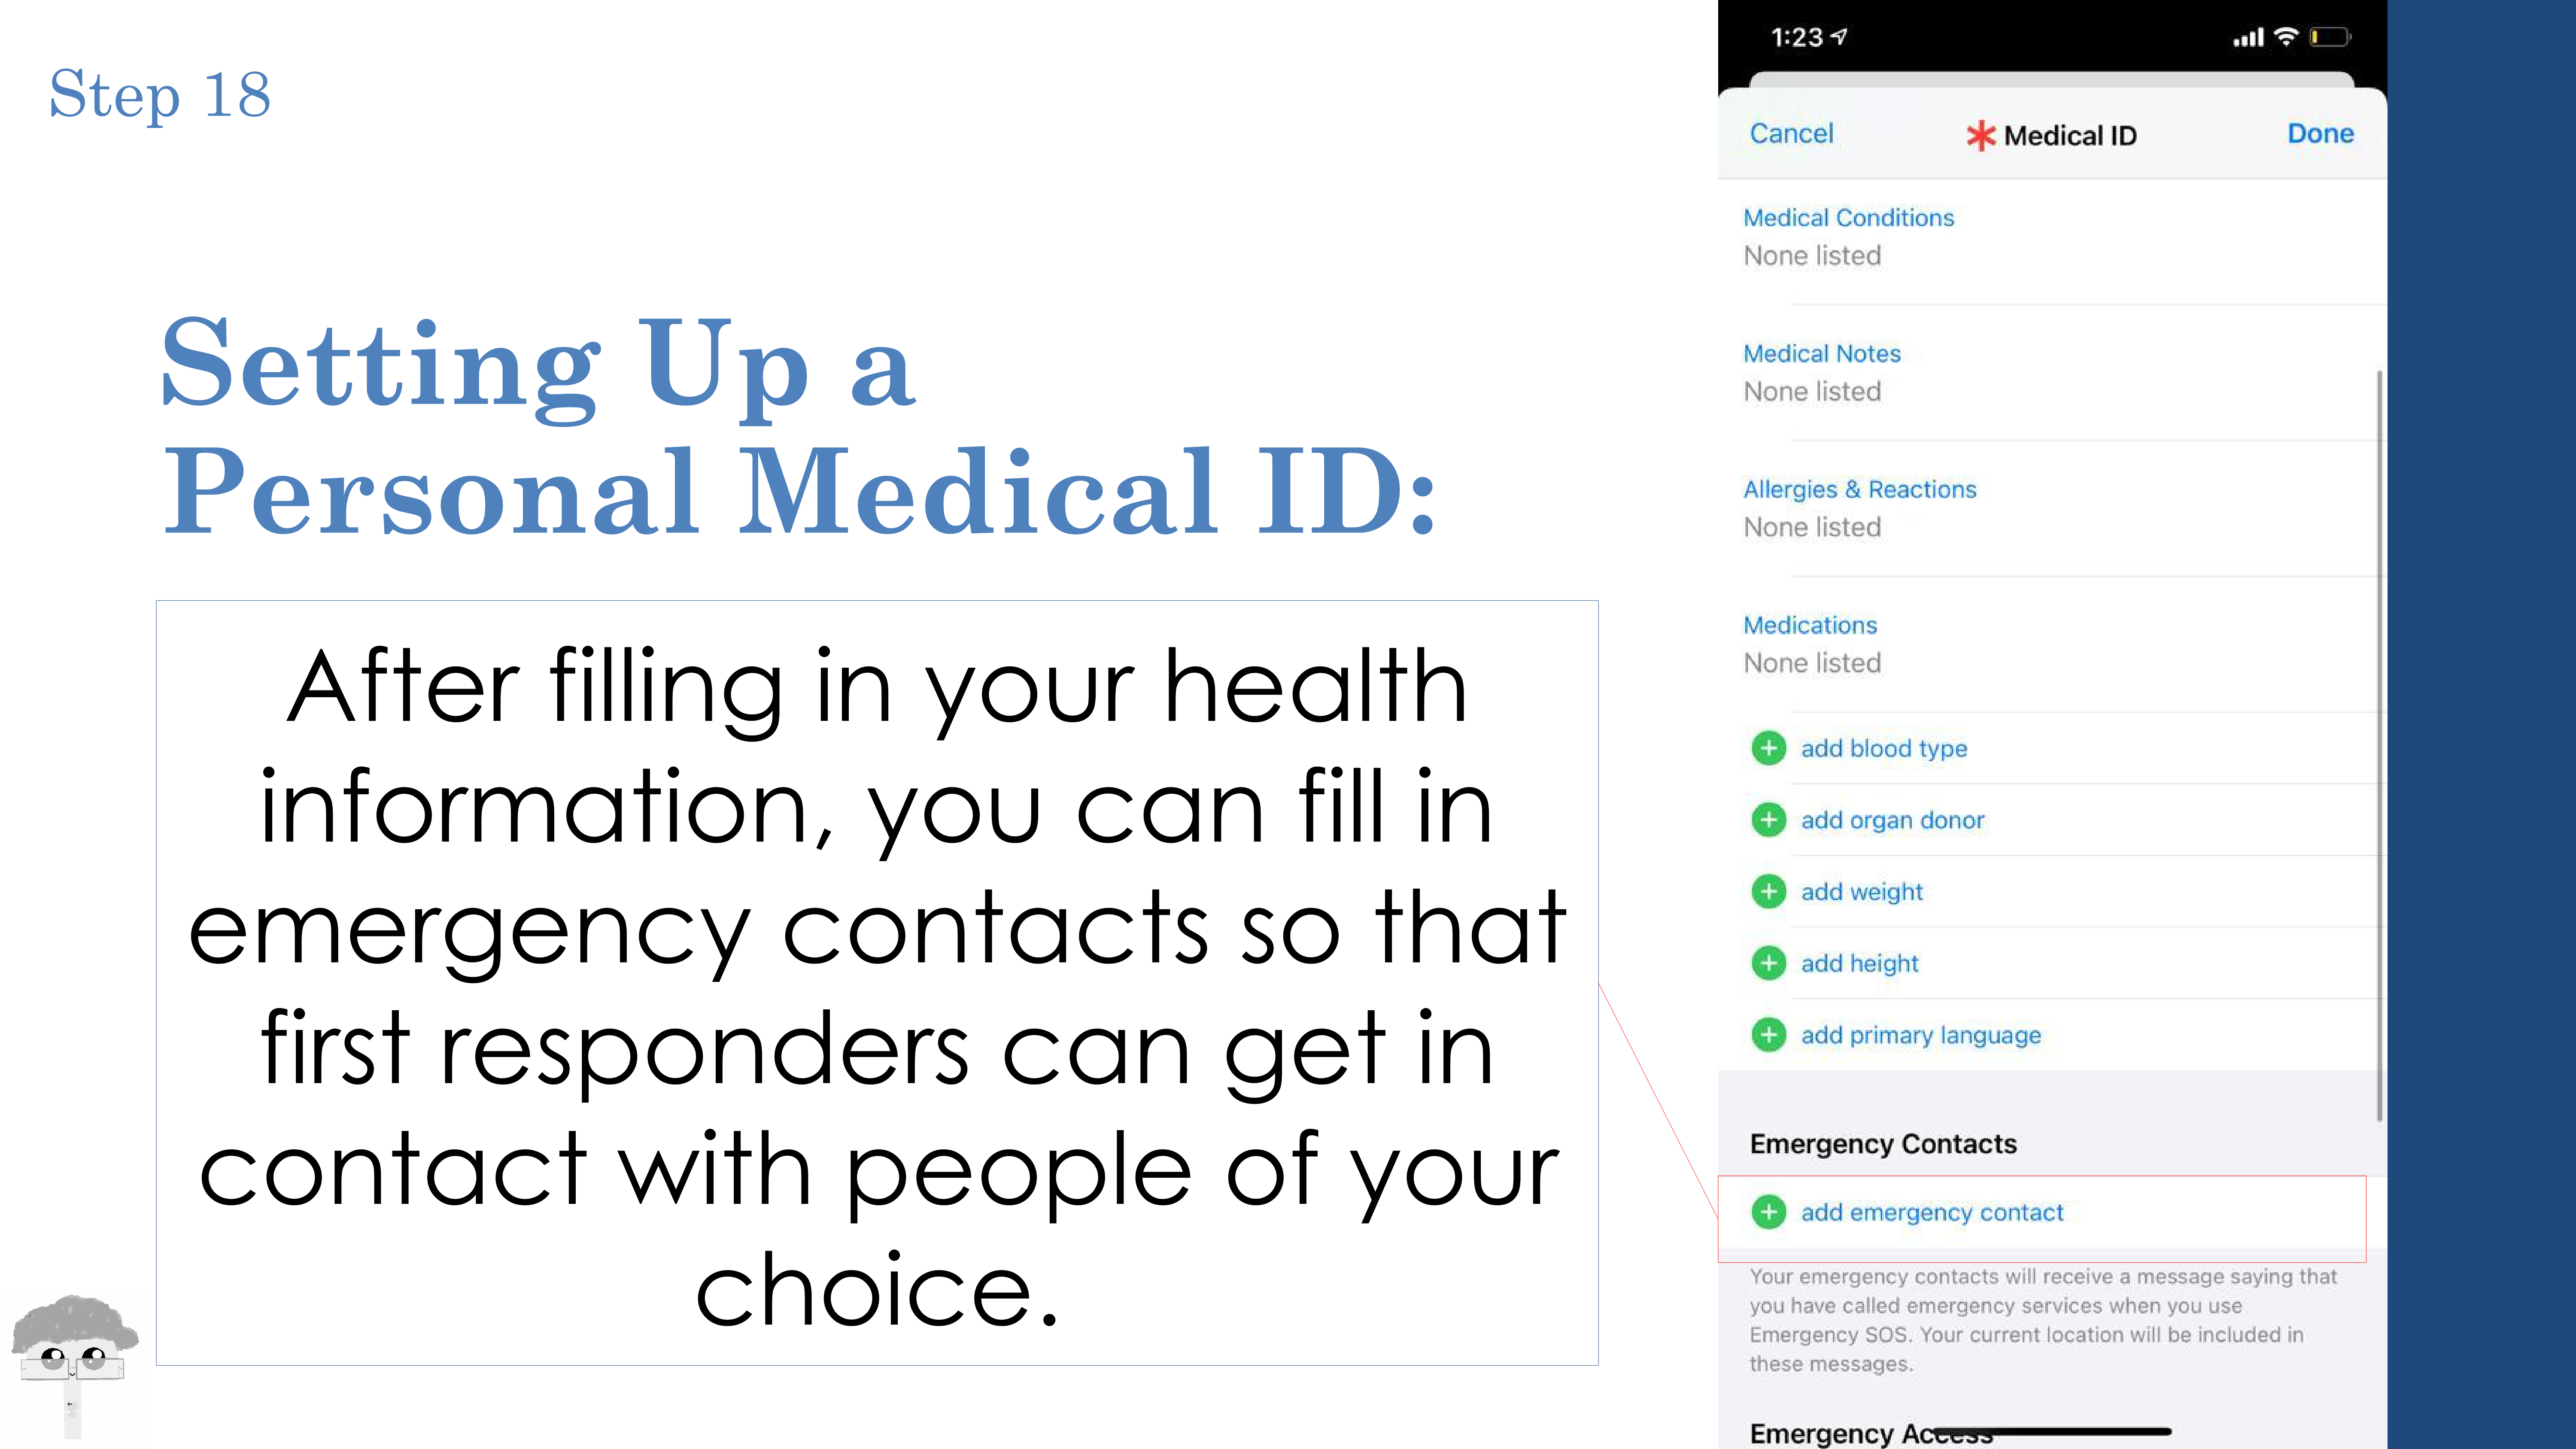 Step 18
Setting Up a
Personal Medical ID:
After filling in your health
information, you can fill in
emergency contacts so that
first responders can get in
contact with people of your
choice.
1:23
Cancel
Medical ID
Done
Medical Conditions
None listed
Medical Notes
None listed
Allergies & Reactions
None listed
Medications
None listed
add blood type
add organ donor
add weight
add height
add primary language
Emergency Contacts
add emergency contact
Your emergency contacts will receive a message saying that
you have called emergency services when you use
Emergency SOS. Your current location will be included in
these messages.
Emergency Access